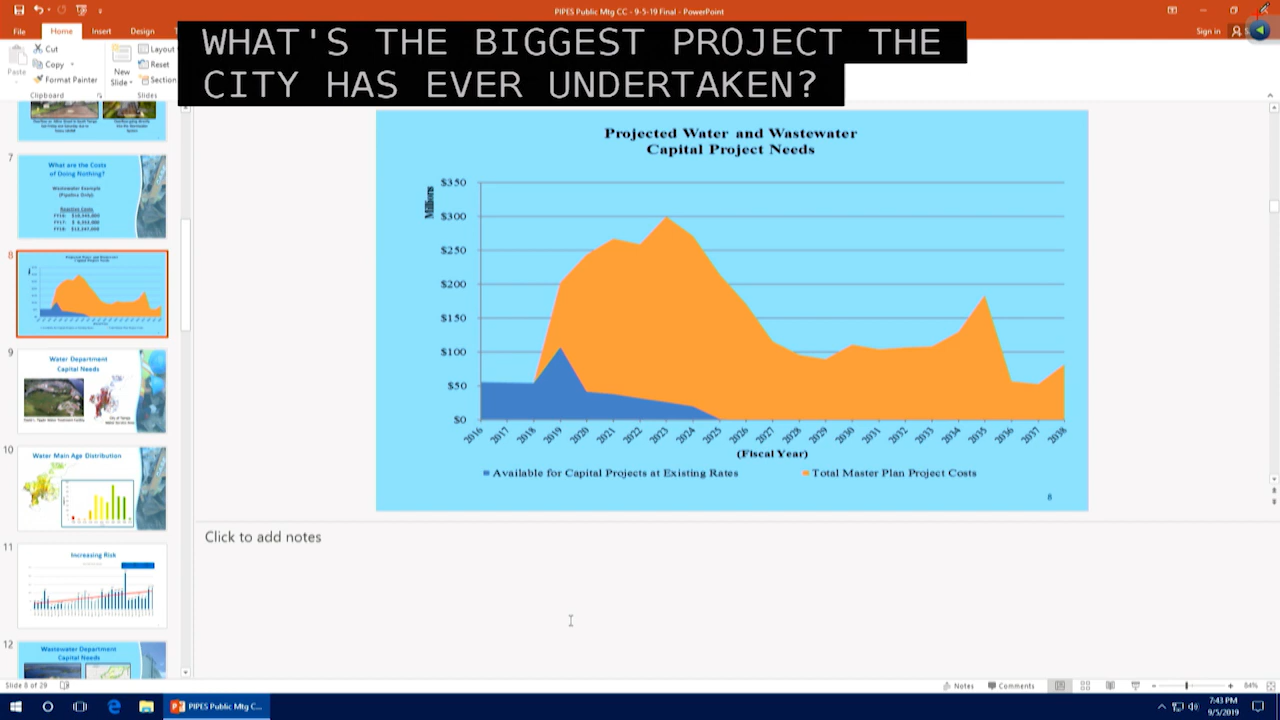 PIPES Public Mtg CC - 9-5-19 Final - PowerPoint
File Home Insert Design
Sign in
WHAT'S THE BIGGEST PROJECT THE
CITY HAS EVER UNDERTAKEN?
Paste
Cut
Copy
Format Painter
Clipboard
New
Slide
Layout
Reset
Section
Slides
7
What are the Costs
of Doing Nothing?
Wastewater Example
(Pipeline Only)
8
9
Water Department
Capital Needs
10
Water Main Age Distribution
11
Increasing Risk
12
Wastewater Department
Capital Needs
Projected Water and Wastewater
Capital Project Needs
Millions
$350
$300
$250
$200
$150
$100
$50
$0
2016 2017 2018 2019 2020 2021 2022 2023 2024 2025 2026 2027 2028 2029 2030 2031 2032 2033 2034 2035 2036 2037 2038
(Fiscal Year)
Available for Capital Projects at Existing Rates Total Master Plan Project Costs
8
Click to add notes
Slide 8 of 29
Notes Comments 84%
PIPES Public Mtg C...
7:43 PM
9/5/2019